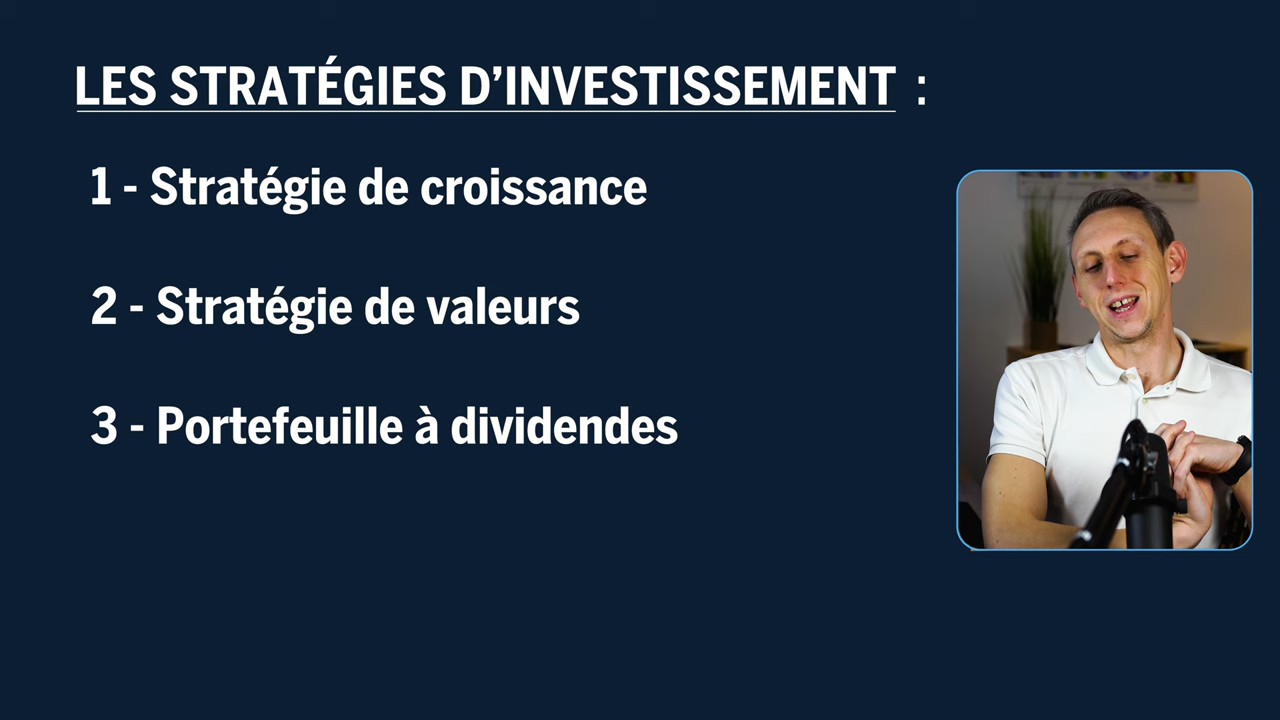 LES STRATÉGIES D’INVESTISSEMENT :
1 - Stratégie de croissance
2 - Stratégie de valeurs
3 - Portefeuille à dividendes